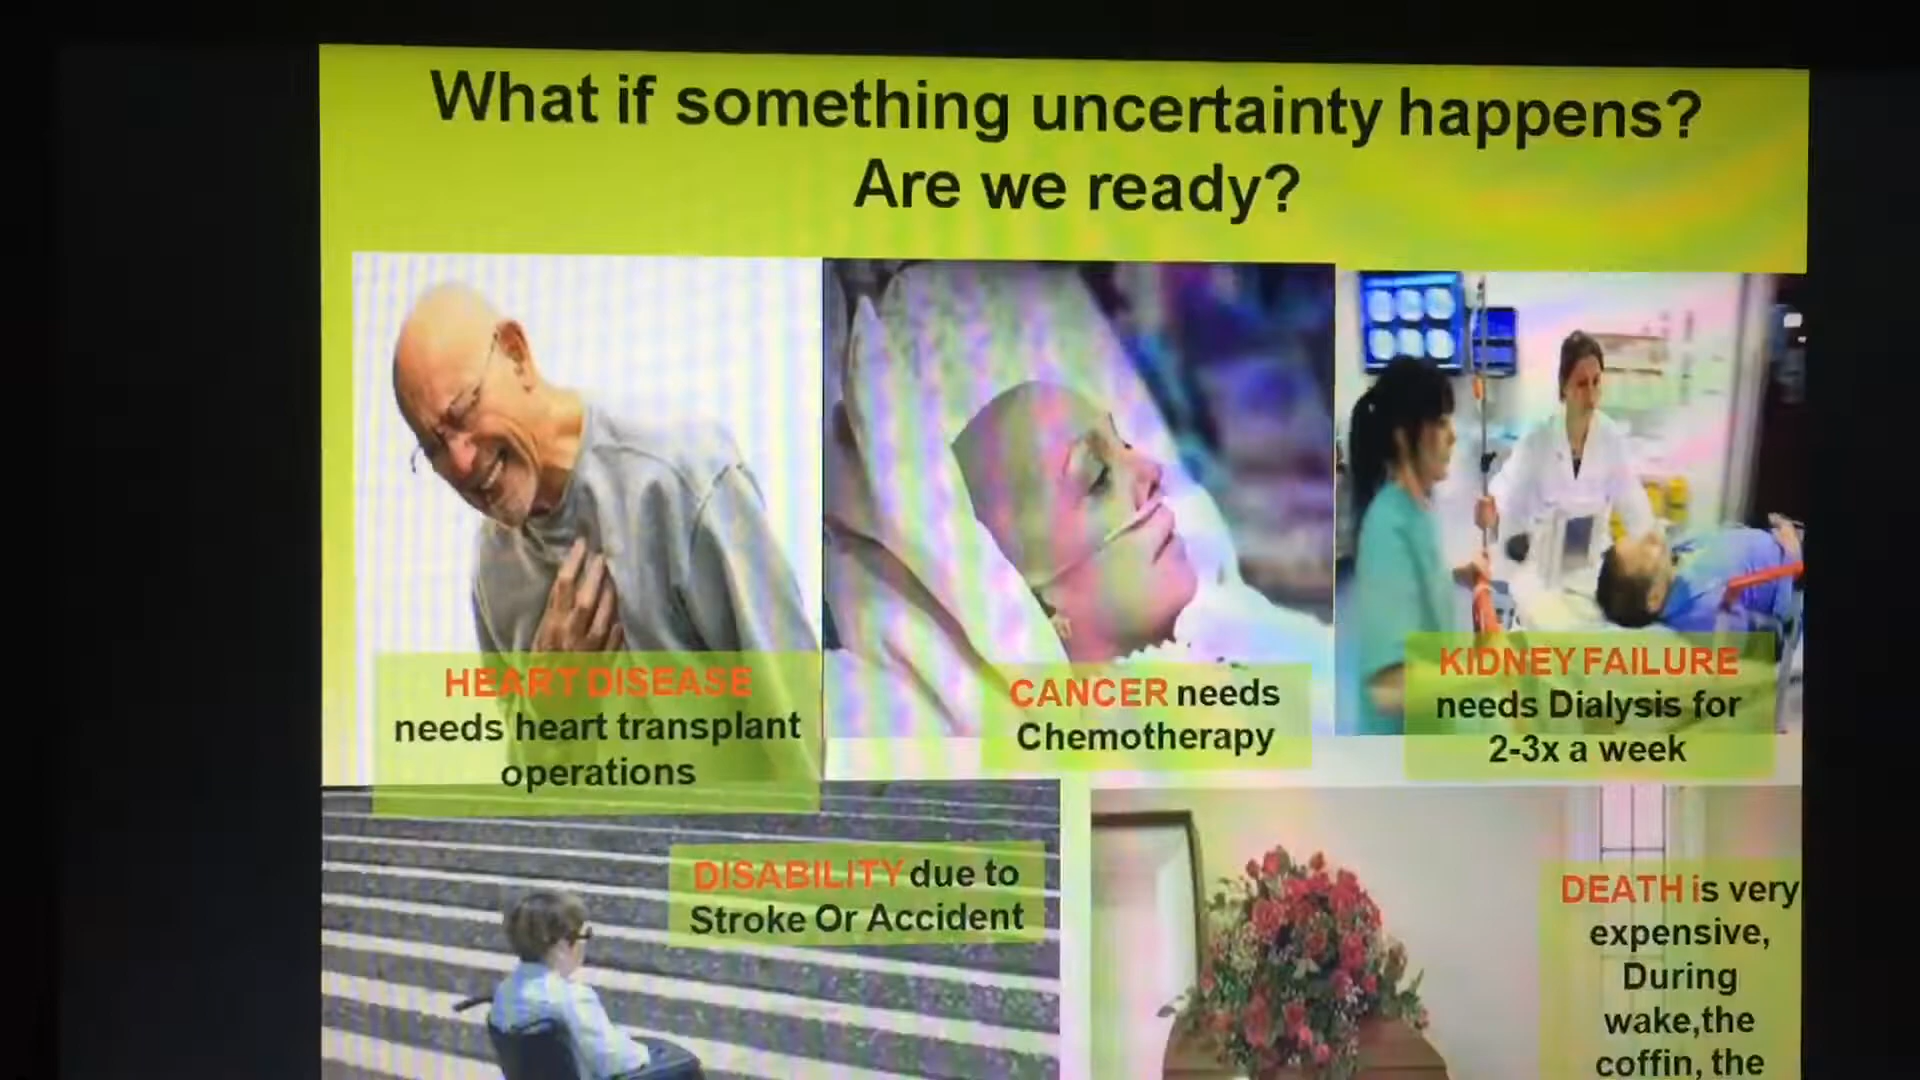 What if something uncertainty happens?
Are we ready?
HEART DISEASE
needs heart transplant
operations
CANCER needs
Chemotherapy
KIDNEY FAILURE
needs Dialysis for
2-3x a week
DISABILITY due to
Stroke Or Accident
DEATH is very
expensive,
During
wake,the
coffin, the